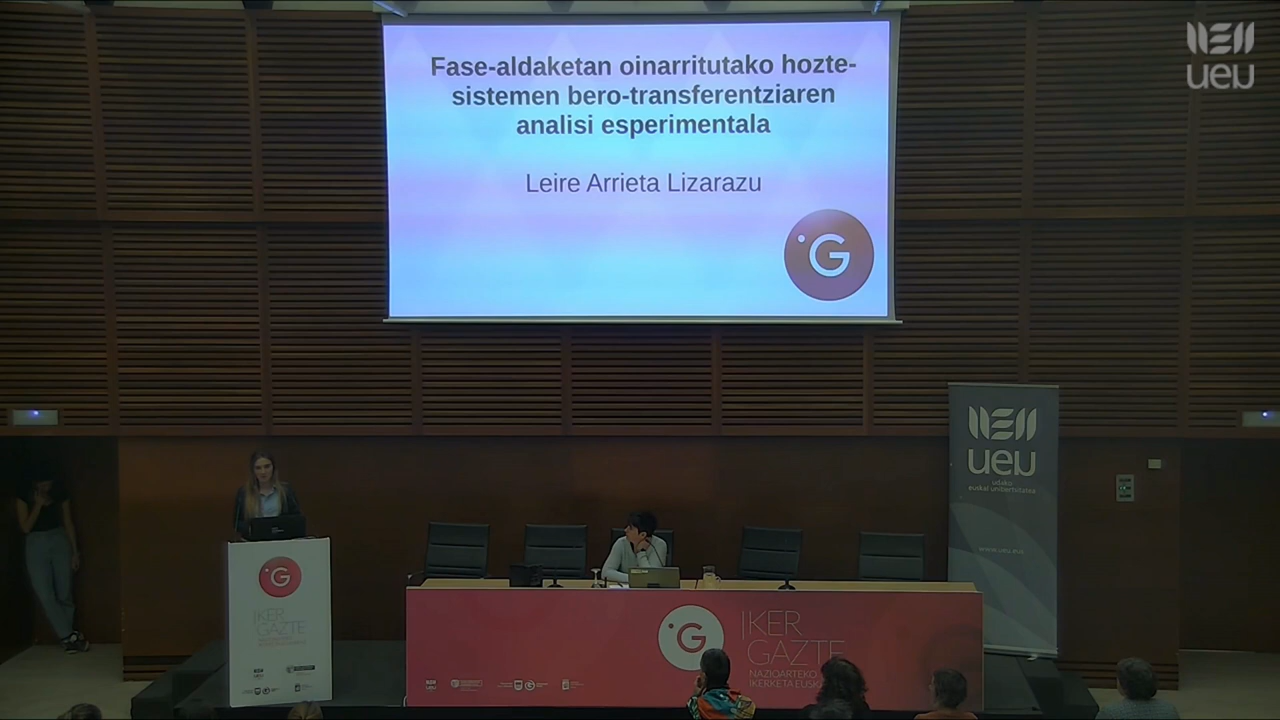 Fase-aldaketan oinarritutako hozte-
sistemen bero-transferentziaren
analisi esperimentala
Leire Arrieta Lizarazu
G
ueu
ueu
udako
euskal unibertsitatea
www.ueu.eus
G
IKER
GAZTE
G
IKER
GAZTE
NAZIOARTEKO
IKERKETA EUSK